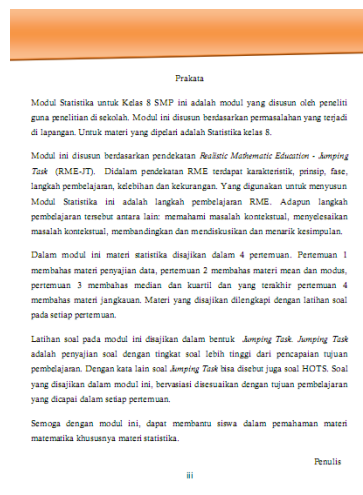 Prakata
Modul Statistika untuk Kelas 8 SMP ini adalah modul yang disusun oleh peneliti
guna penelitian di sekolah. Modul ini disusun berdasarkan permasalahan yang terjadi
di lapangan. Untuk materi yang dipelari adalah Statistika kelas 8.
Modul ini disusun berdasarkan pendekatan Realistic Mathematic Education - Jumping
Task (RME-JT). Didalam pendekatan RME terdapat karakteristik, prinsip, fase,
langkah pembelajaran, kelebihan dan kekurangan. Yang digunakan untuk menyusun
Modul Statistika ini adalah langkah pembelajaran RME. Adapun langkah
pembelajaran tersebut antara lain: memahami masalah kontekstual, menyelesaikan
masalah kontekstual, membandingkan dan mendiskusikan dan menarik kesimpulan.
Dalam modul ini materi statistika disajikan dalam 4 pertemuan. Pertemuan 1
membahas materi penyajian data, pertemuan 2 membahas materi mean dan modus,
pertemuan 3 membahas median dan kuartil dan yang terakhir pertemuan 4
membahas materi jangkauan. Materi yang disajikan dilengkapi dengan latihan soal
pada setiap pertemuan.
Latihan soal pada modul ini disajikan dalam bentuk Jumping Task. Jumping Task
adalah penyajian soal dengan tingkat soal lebih tinggi dari pencapaian tujuan
pembelajaran. Dengan kata lain soal Jumping Task bisa disebut juga soal HOTS. Soal
yang disajikan dalam modul ini, bervasiasi disesuaikan dengan tujuan pembelajaran
yang dicapai dalam setiap pertemuan.
Semoga dengan modul ini, dapat membantu siswa dalam pemahaman materi
matematika khususnya materi statistika.
Penulis
iii